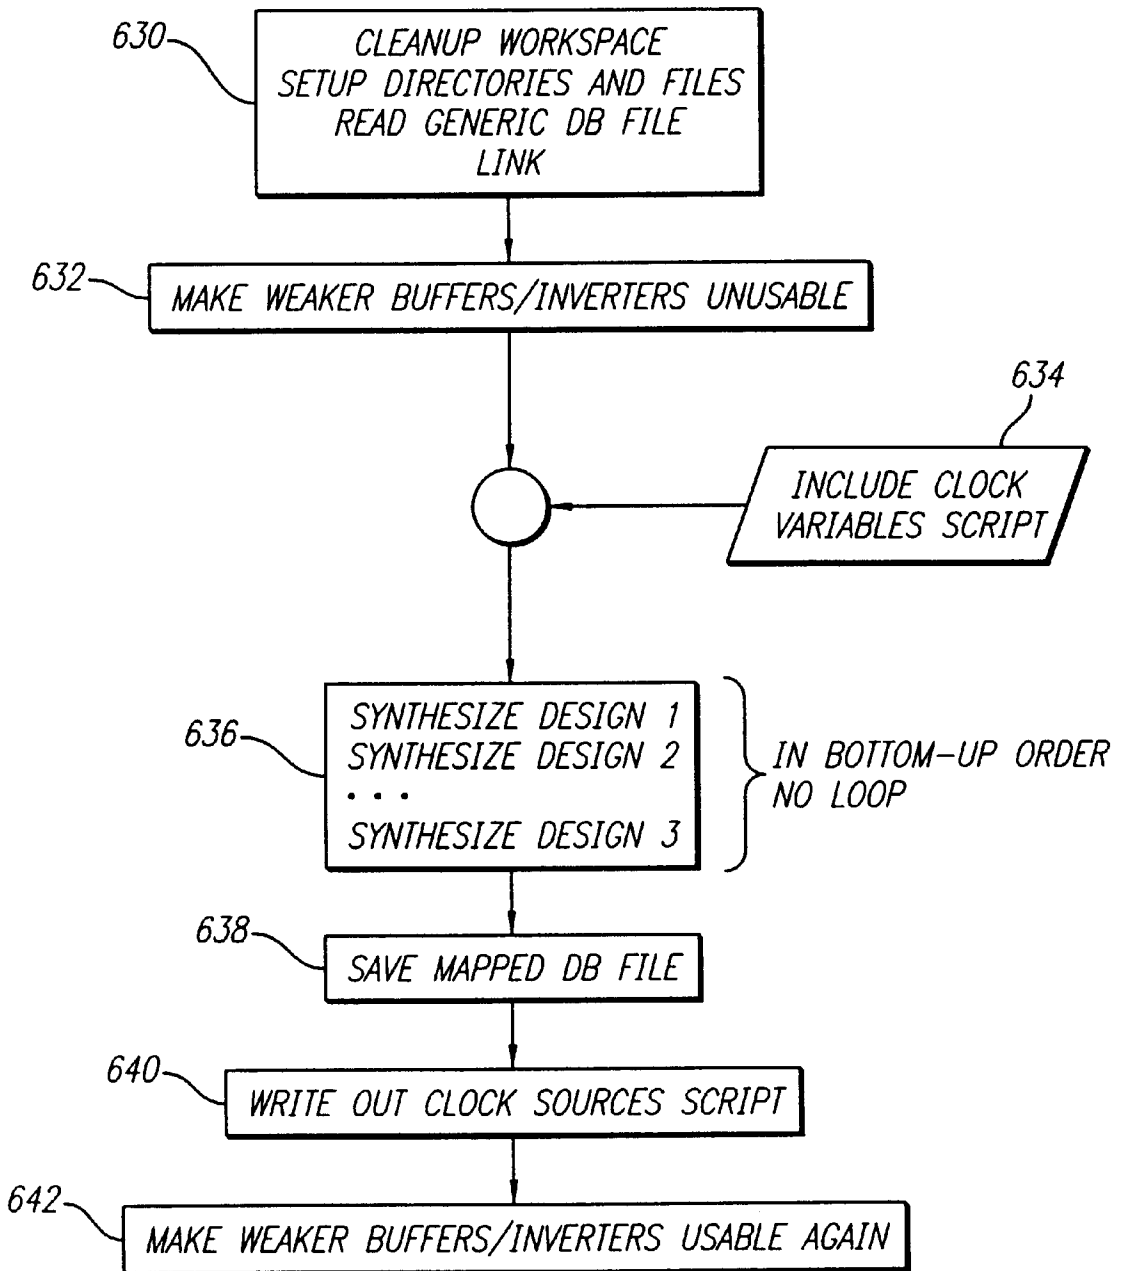 630
CLEANUP WORKSPACE
SETUP DIRECTORIES AND FILES
READ GENERIC DB FILE
LINK
632
MAKE WEAKER BUFFERS/INVERTERS UNUSABLE
634
INCLUDE CLOCK
VARIABLES SCRIPT
636
SYNTHESIZE DESIGN 1
SYNTHESIZE DESIGN 2
. . .
SYNTHESIZE DESIGN 3
IN BOTTOM-UP ORDER
NO LOOP
638
SAVE MAPPED DB FILE
640
WRITE OUT CLOCK SOURCES SCRIPT
642
MAKE WEAKER BUFFERS/INVERTERS USABLE AGAIN